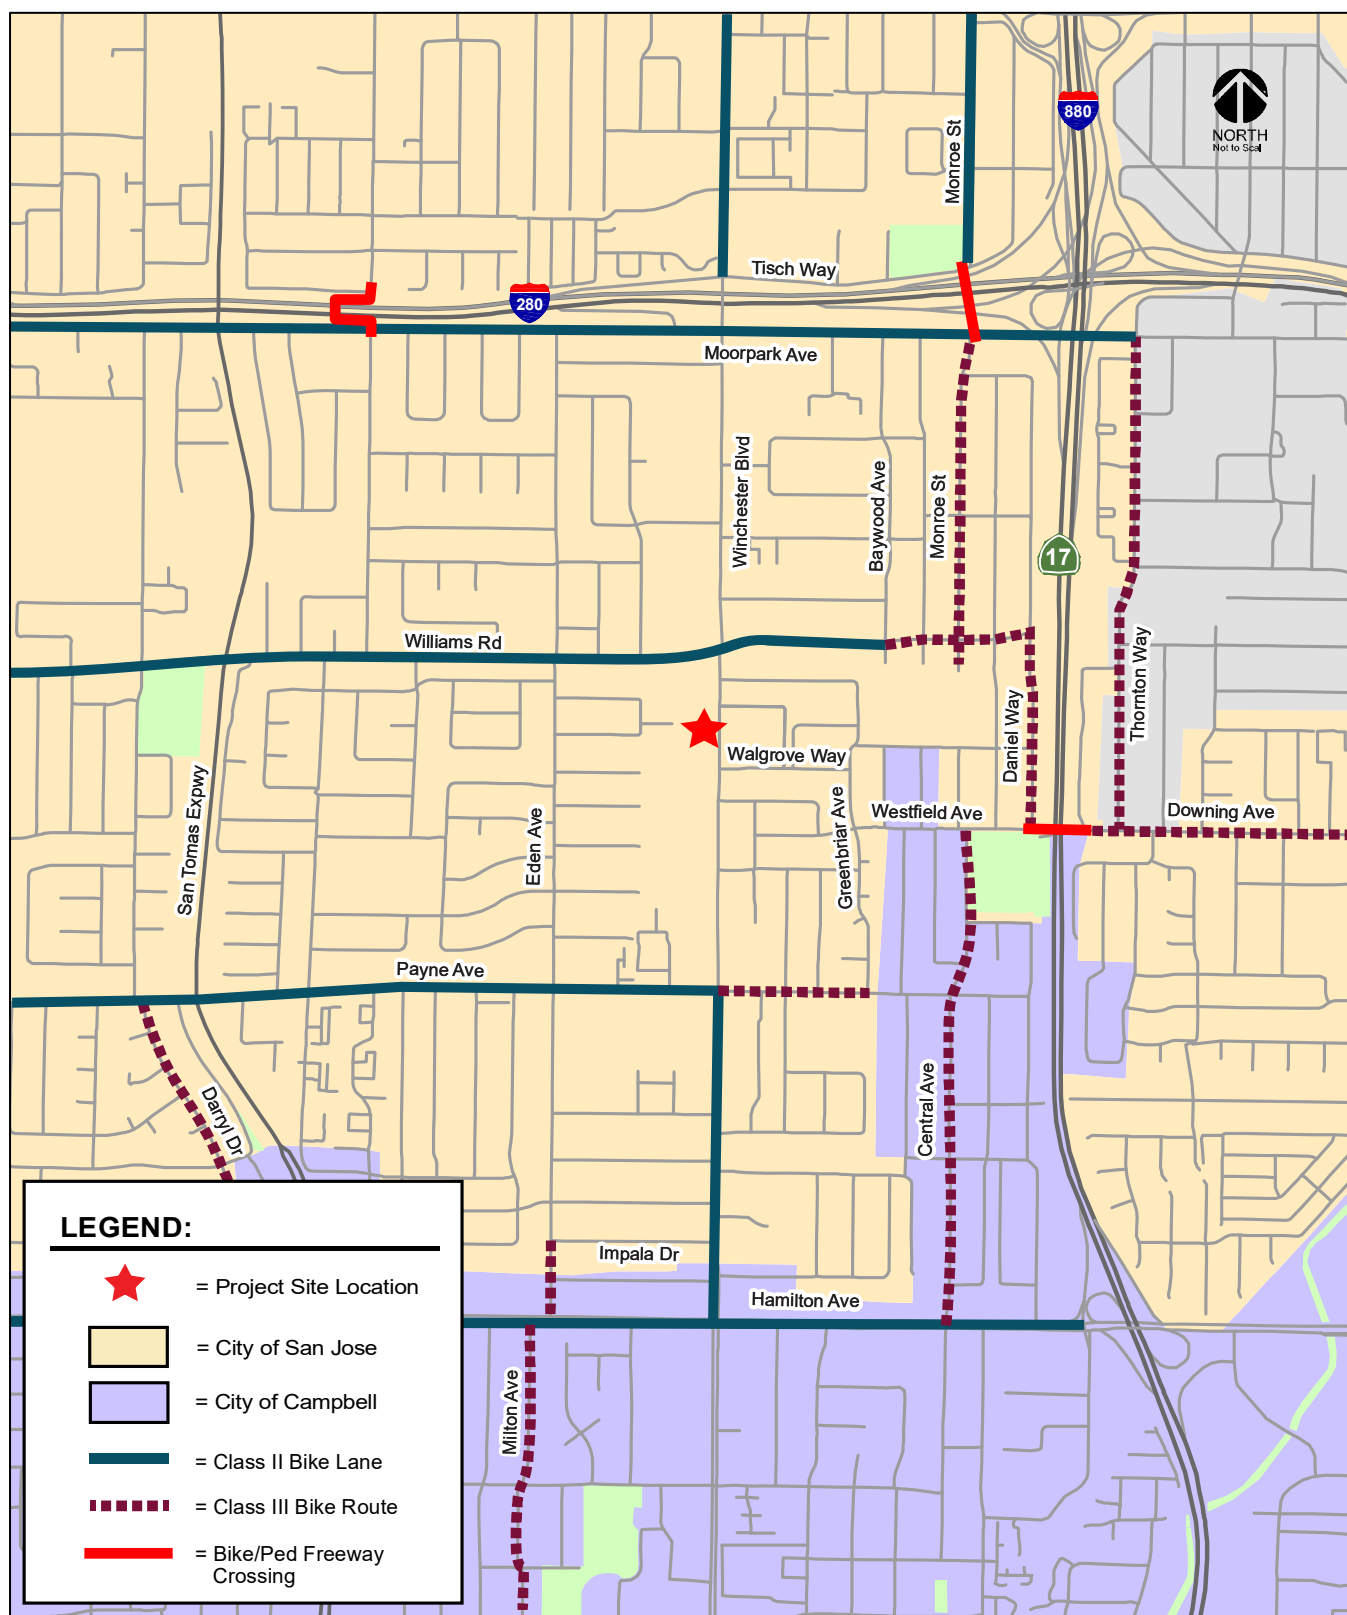 880
NORTH
Not to Scal
Monroe St
Tisch Way
280
Moorpark Ave
Winchester Blvd
Baywood Ave
Monroe St
17
Williams Rd
Thornton Way
Daniel Way
Walgrove Way
San Tomas Expwy
Eden Ave
Greenbriar Ave
Westfield Ave
Downing Ave
Payne Ave
Central Ave
Darryl Dr
Impala Dr
Hamilton Ave
Milton Ave
LEGEND:
= Project Site Location
= City of San Jose
= City of Campbell
= Class II Bike Lane
= Class III Bike Route
= Bike/Ped Freeway
Crossing